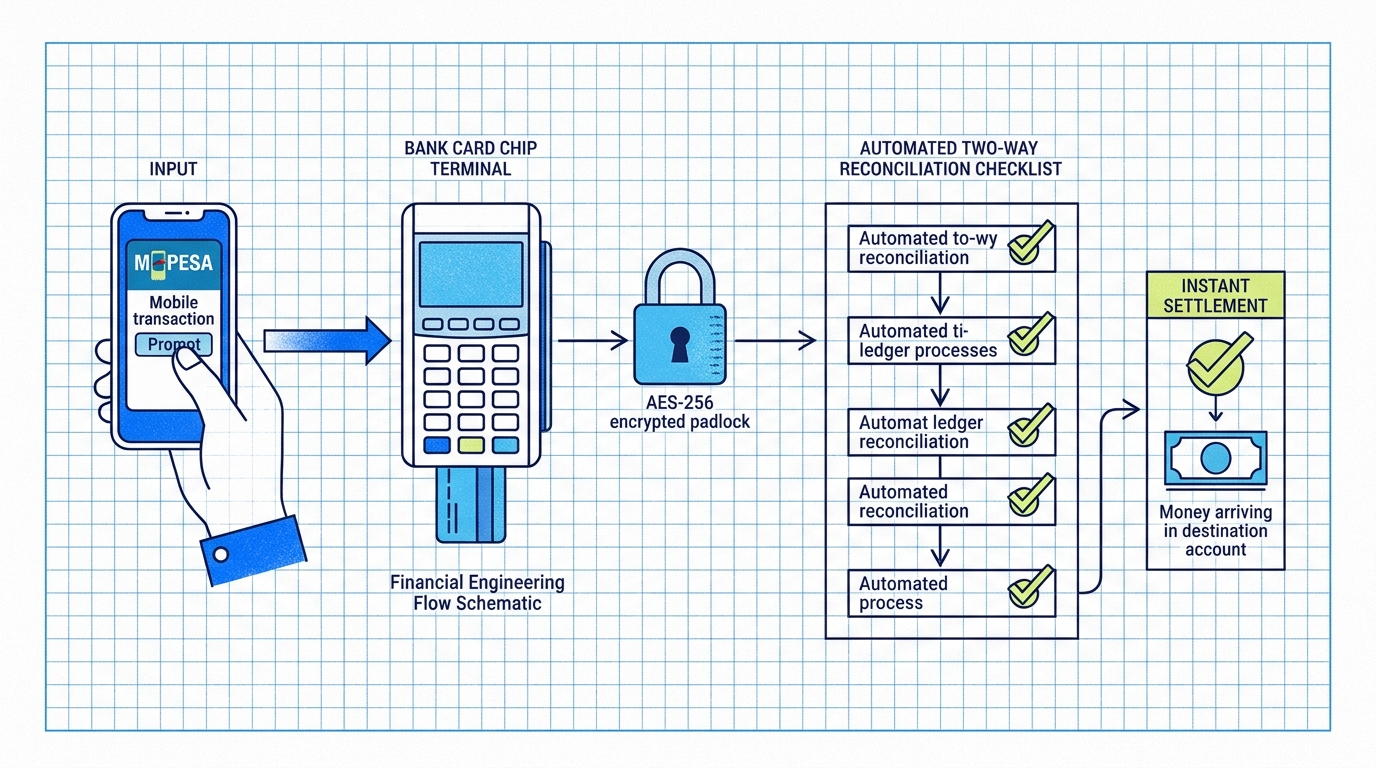 INPUT
M-PESA
Mobile
transaction
Prompt
BANK CARD CHIP
TERMINAL
Financial Engineering
Flow Schematic
AES-256
encrypted padlock
AUTOMATED TWO-WAY
RECONCILIATION CHECKLIST
Automated to-wy
reconciliation
Automated ti-
ledger processes
Automat ledger
reconciliation
Automated
reconciliation
Automated
process
INSTANT
SETTLEMENT
Money arriving
in destination
account